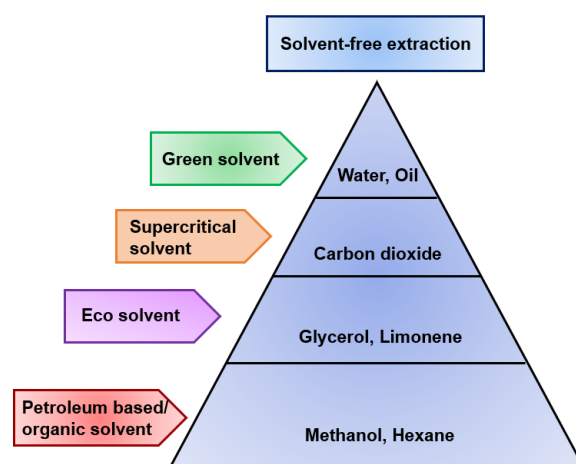 Solvent-free extraction
Green solvent
Water, Oil
Supercritical
solvent
Carbon dioxide
Eco solvent
Glycerol, Limonene
Petroleum based/
organic solvent
Methanol, Hexane